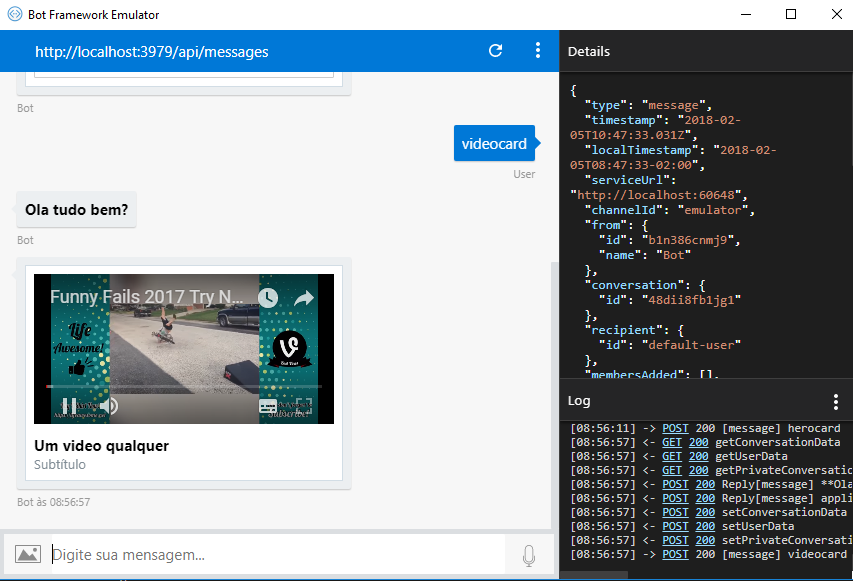 Bot Framework Emulator
http://localhost:3979/api/messages
Bot
videocard
User
Ola tudo bem?
Bot
Funny Fails 2017 Try N...
Life
Awesome!
Subscribe!
Um video qualquer
Subtítulo
Bot às 08:56:57
Digite sua mensagem...
Details
{
"type": "message",
"timestamp": "2018-02-
05T10:47:33.031Z",
"localTimestamp": "2018-02-
05T08:47:33-02:00",
"serviceUrl":
"http://localhost:60648",
"channelId": "emulator",
"from": {
"id": "b1n386cnmj9",
"name": "Bot"
},
"conversation": {
"id": "48dii8fb1jg1"
},
"recipient": {
"id": "default-user"
},
"membersAdded": [],
Log
[08:56:11] -> POST 200 [message] herocard
[08:56:57] <- GET 200 getConversationData
[08:56:57] <- GET 200 getUserData
[08:56:57] <- GET 200 getPrivateConversatic
[08:56:57] <- POST 200 Reply[message] **Ola
[08:56:57] <- POST 200 Reply[message] appli
[08:56:57] <- POST 200 setConversationData
[08:56:57] <- POST 200 setUserData
[08:56:57] <- POST 200 setPrivateConversati
[08:56:57] -> POST 200 [message] videocard